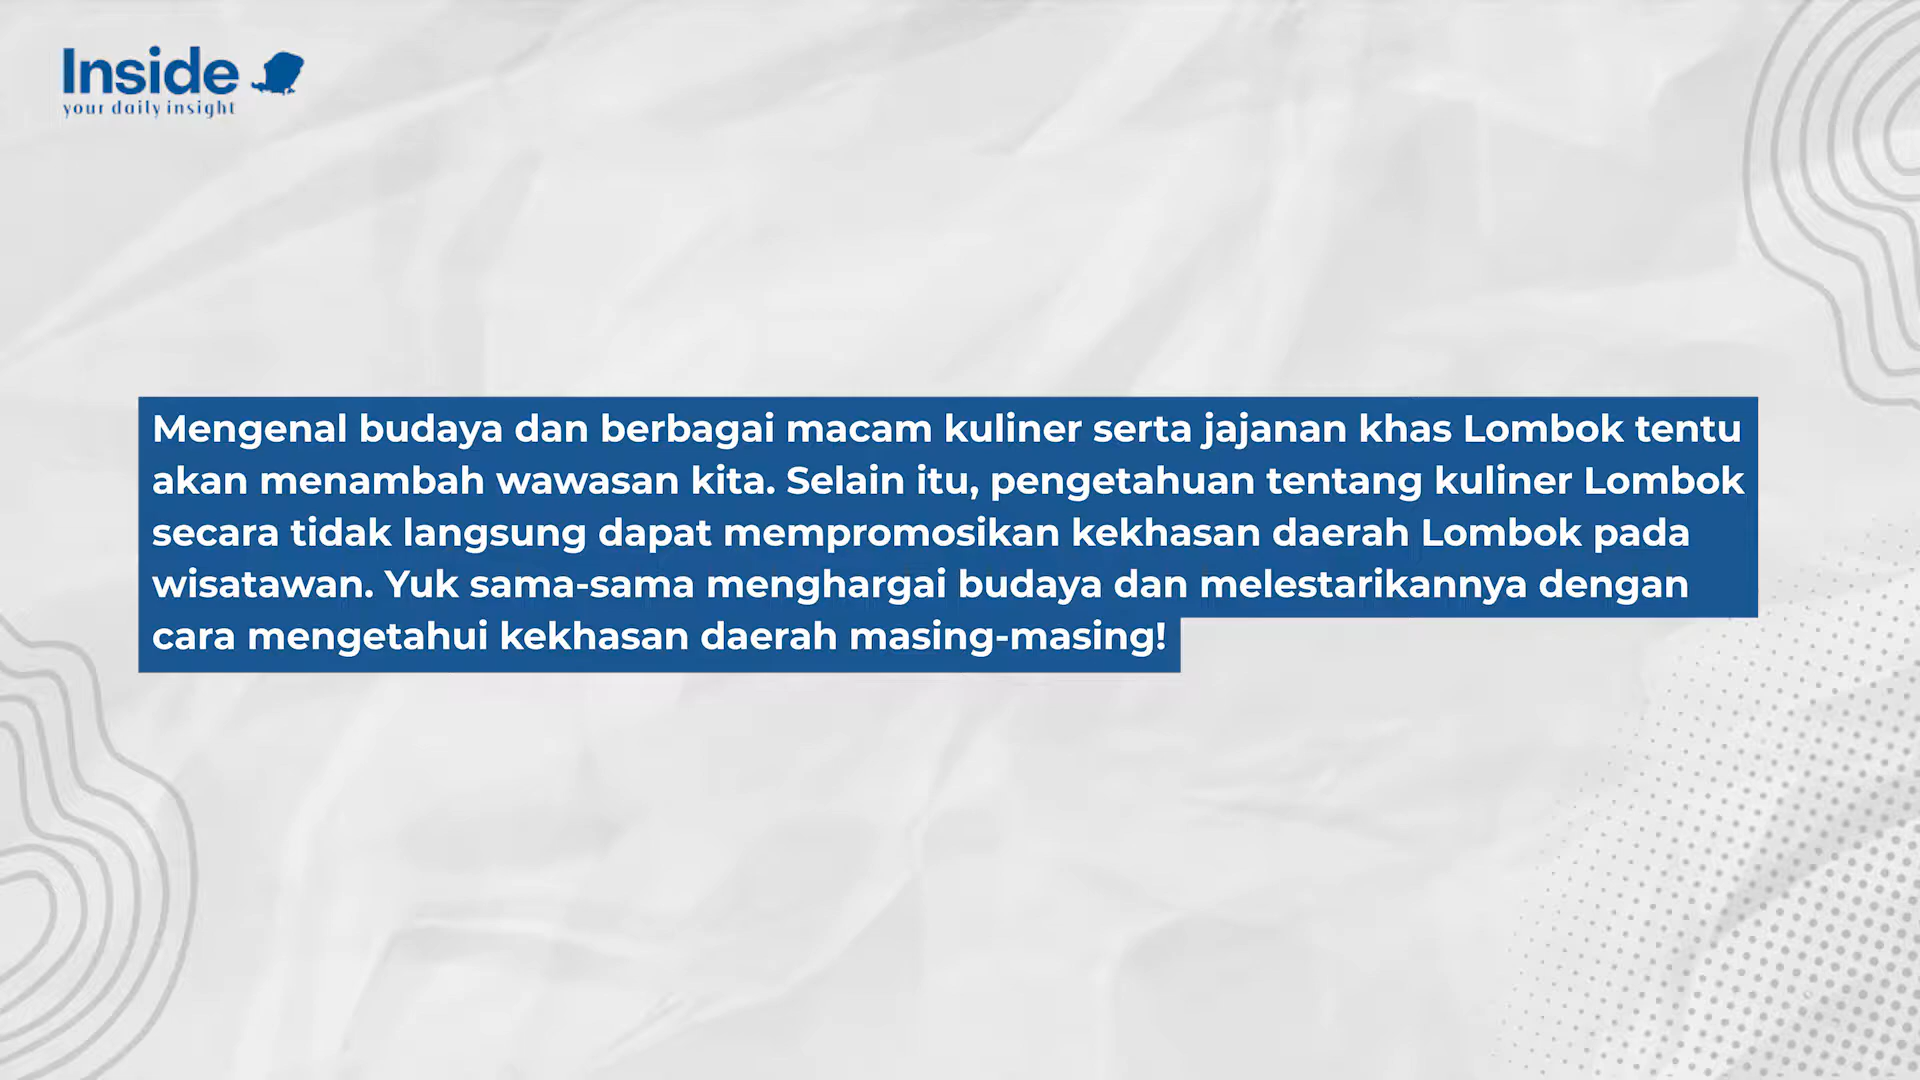 Inside
your daily insight
Mengenal budaya dan berbagai macam kuliner serta jajanan khas Lombok tentu
akan menambah wawasan kita. Selain itu, pengetahuan tentang kuliner Lombok
secara tidak langsung dapat mempromosikan kekhasan daerah Lombok pada
wisatawan. Yuk sama-sama menghargai budaya dan melestarikannya dengan
cara mengetahui kekhasan daerah masing-masing!